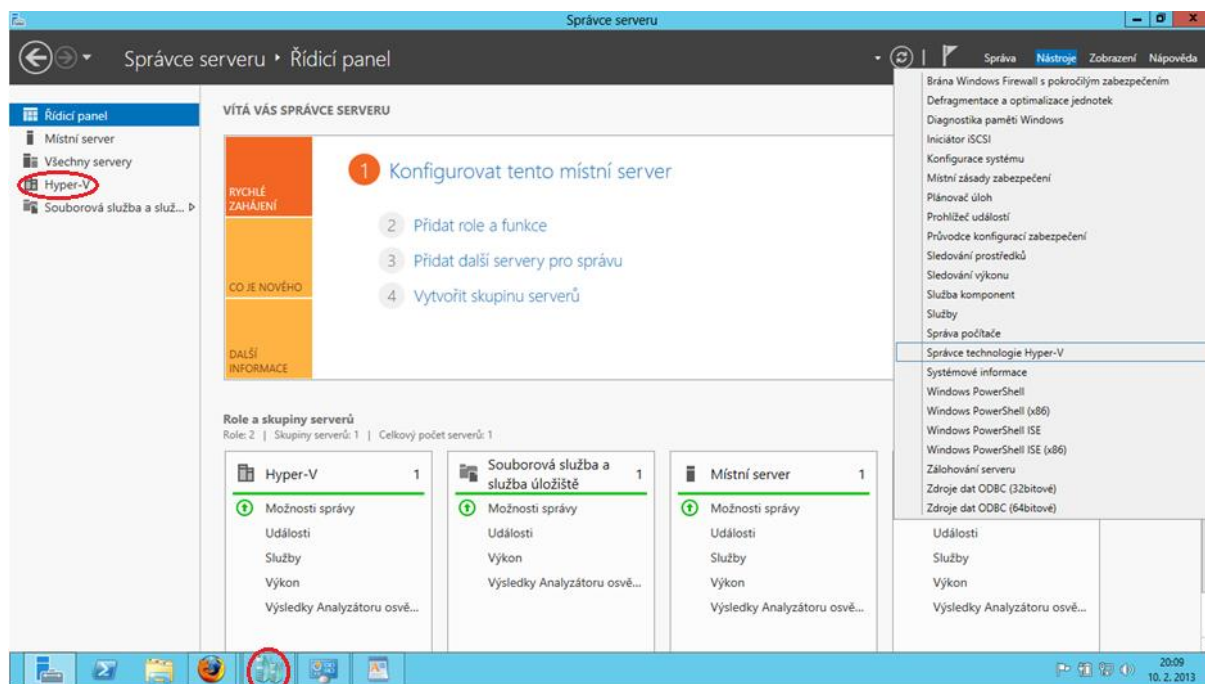 Správce serveru
Správce serveru ‣ Řídicí panel
Správa Nástroje Zobrazení Nápověda
Řídicí panel
Místní server
Všechny servery
Hyper-V
Souborová služba a služ...
VÍTÁ VÁS SPRÁVCE SERVERU
RYCHLÉ
ZAHÁJENÍ
CO JE NOVÉHO
DALŠÍ
INFORMACE
1 Konfigurovat tento místní server
2 Přidat role a funkce
3 Přidat další servery pro správu
4 Vytvořit skupinu serverů
Brána Windows Firewall s pokročilým zabezpečením
Defragmentace a optimalizace jednotek
Diagnostika paměti Windows
Iniciátor iSCSI
Konfigurace systému
Místní zásady zabezpečení
Plánovač úloh
Prohlížeč událostí
Průvodce konfigurací zabezpečení
Sledování prostředků
Sledování výkonu
Služba komponent
Služby
Správa počítače
Správce technologie Hyper-V
Systémové informace
Windows PowerShell
Windows PowerShell (x86)
Windows PowerShell ISE
Windows PowerShell ISE (x86)
Zálohování serveru
Zdroje dat ODBC (32bitové)
Zdroje dat ODBC (64bitové)
Role a skupiny serverů
Role: 2 | Skupiny serverů: 1 | Celkový počet serverů: 1
Hyper-V 1
Možnosti správy
Události
Služby
Výkon
Výsledky Analyzátoru osvě...
Souborová služba a
služba úložiště 1
Možnosti správy
Události
Výkon
Výsledky Analyzátoru osvě...
Místní server 1
Možnosti správy
Události
Služby
Výkon
Výsledky Analyzátoru osvě...
Události
Služby
Výkon
Výsledky Analyzátoru osvě...
20:09
10. 2. 2013